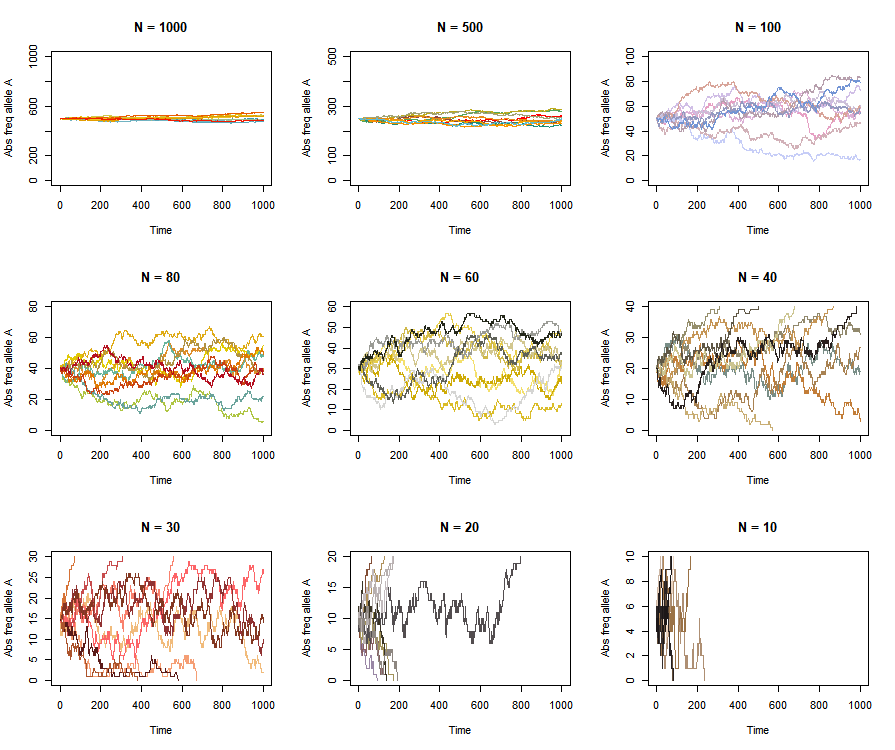 N = 1000
Abs freq allele A
1000
600
200
0
0 200 400 600 800 1000
Time
N = 500
Abs freq allele A
500
300
100
0
0 200 400 600 800 1000
Time
N = 100
Abs freq allele A
100
80
60
40
20
0
0 200 400 600 800 1000
Time
N = 80
Abs freq allele A
80
60
40
20
0
0 200 400 600 800 1000
Time
N = 60
Abs freq allele A
60
50
40
30
20
10
0
0 200 400 600 800 1000
Time
N = 40
Abs freq allele A
40
30
20
10
0
0 200 400 600 800 1000
Time
N = 30
Abs freq allele A
30
25
20
15
10
5
0
0 200 400 600 800 1000
Time
N = 20
Abs freq allele A
20
15
10
5
0
0 200 400 600 800 1000
Time
N = 10
Abs freq allele A
10
8
6
4
2
0
0 200 400 600 800 1000
Time